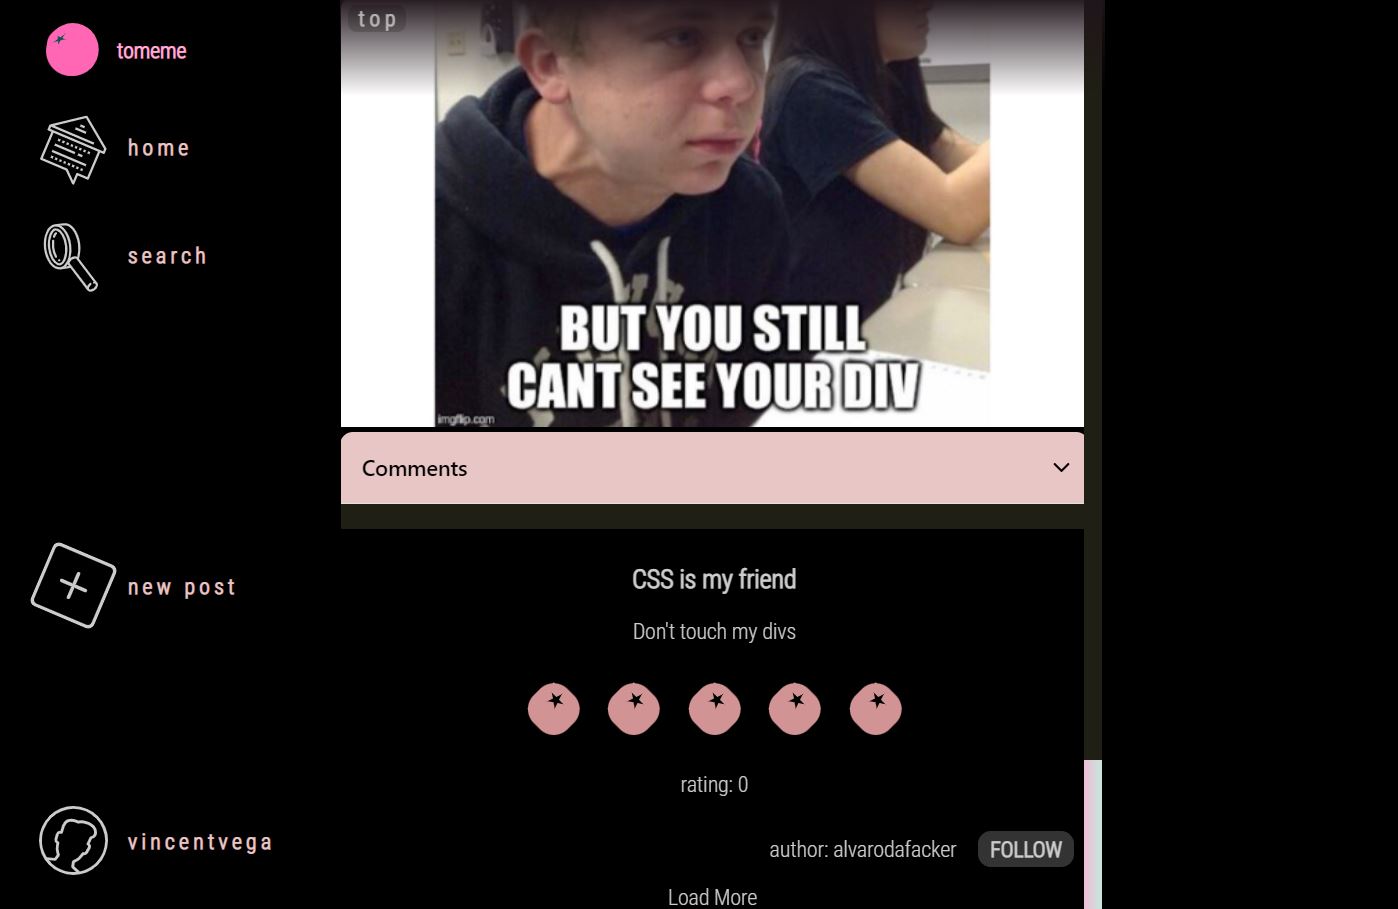 top
tomeme
home
search
BUT YOU STILL
CANT SEE YOUR DIV
imgflip.com
Comments
new post
CSS is my friend
Don't touch my divs
rating: 0
vincentvega
author: alvarodafacker
FOLLOW
Load More